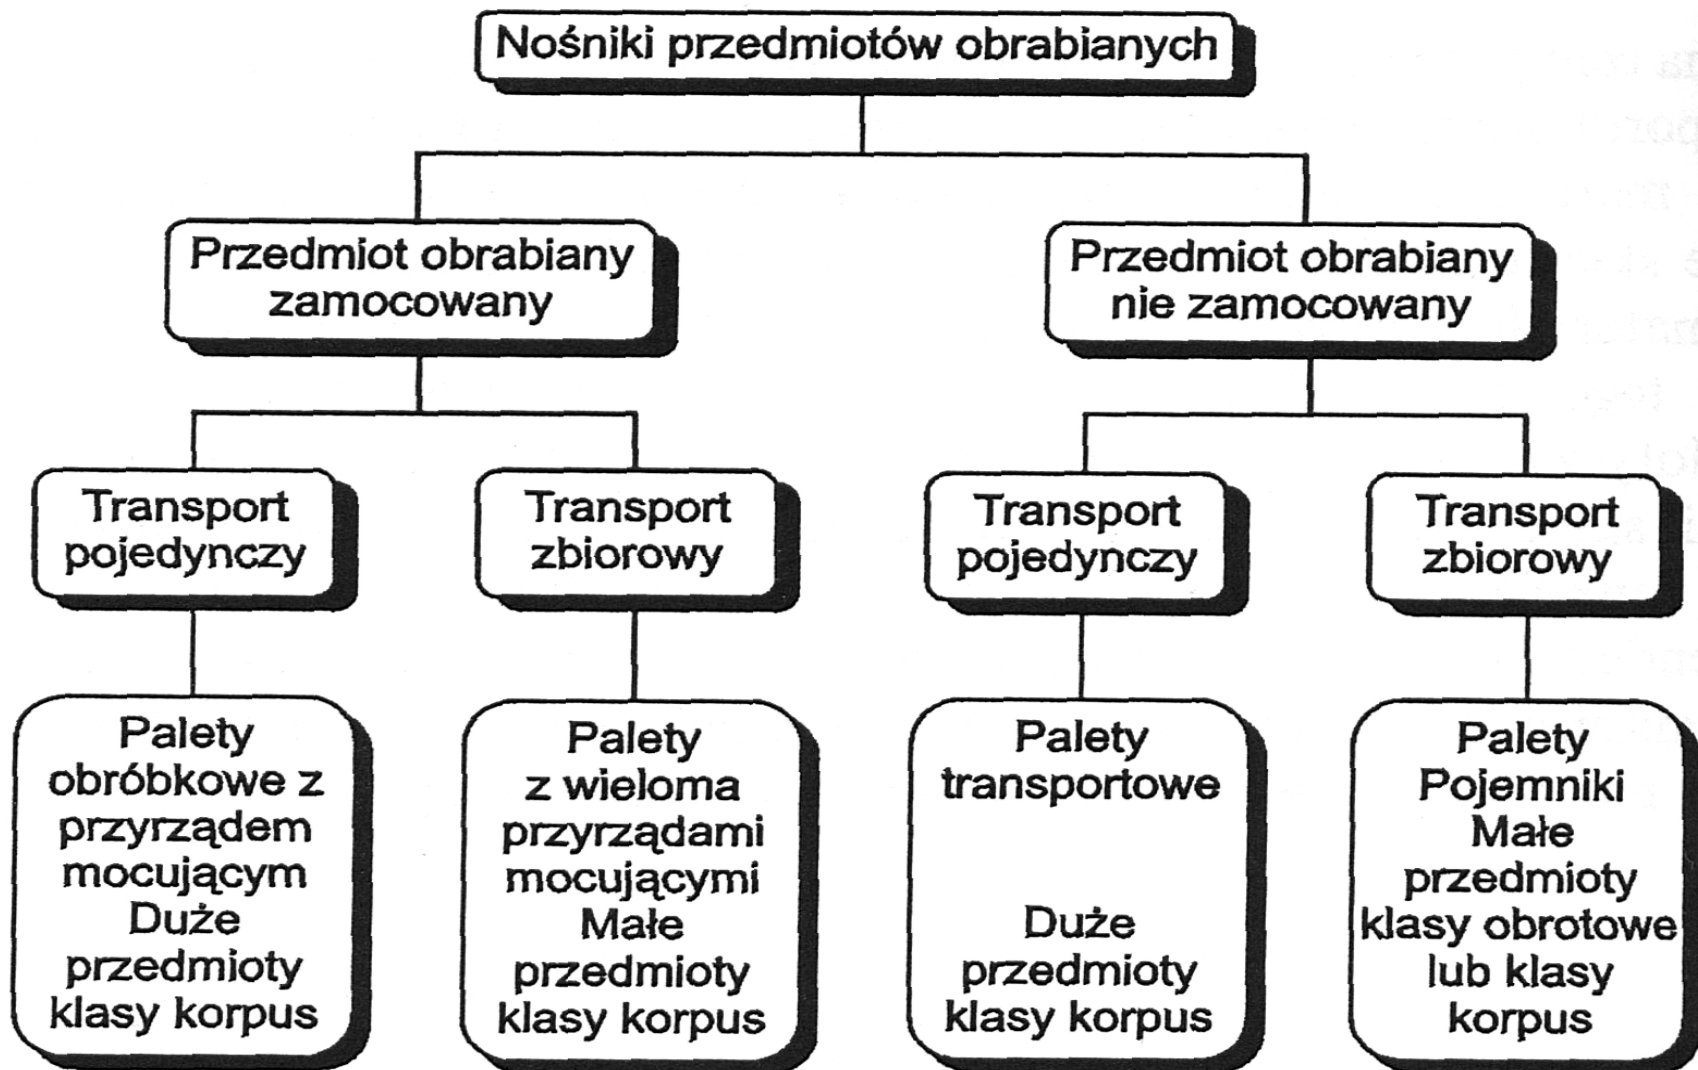 Nośniki przedmiotów obrabianych
Przedmiot obrabiany
zamocowany
Przedmiot obrabiany
nie zamocowany
Transport
pojedynczy
Transport
zbiorowy
Transport
pojedynczy
Transport
zbiorowy
Palety
obróbkowe z
przyrządem
mocującym
Duże
przedmioty
klasy korpus
Palety
z wieloma
przyrządami
mocującymi
Małe
przedmioty
klasy korpus
Palety
transportowe
Duże
przedmioty
klasy korpus
Palety
Pojemniki
Małe
przedmioty
klasy obrotowe
lub klasy
korpus